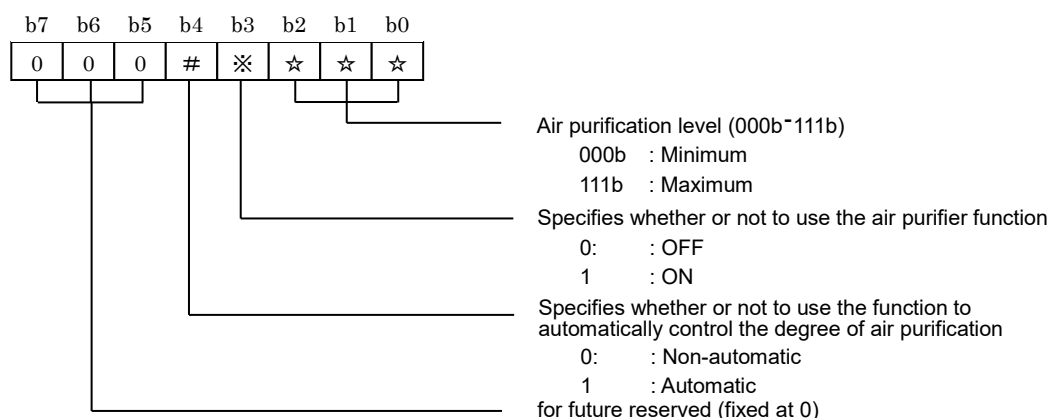 b7 b6 b5 b4 b3 b2 b1 b0
0 0 0 # ※ ☆ ☆ ☆
Air purification level (000b-111b)
000b : Minimum
111b : Maximum
Specifies whether or not to use the air purifier function
0: : OFF
1 : ON
Specifies whether or not to use the function to
automatically control the degree of air purification
0: : Non-automatic
1 : Automatic
for future reserved (fixed at 0)